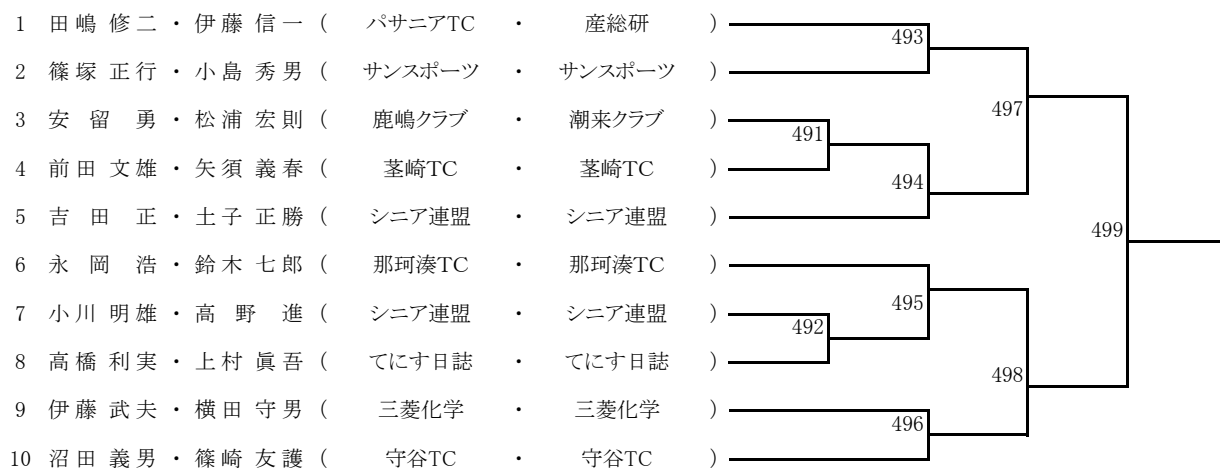 1 田嶋 修二・伊藤 信一 ( パサニアTC ・ 産総研 )
493
2 篠塚 正行・小島 秀男 ( サンスポーツ ・ サンスポーツ )
497
3 安留 勇・松浦 宏則 ( 鹿嶋クラブ ・ 潮来クラブ )
491
4 前田 文雄・矢須 義春 ( 茎崎TC ・ 茎崎TC )
494
5 吉田 正・土子 正勝 ( シニア連盟 ・ シニア連盟 )
499
6 永岡 浩・鈴木 七郎 ( 那珂湊TC ・ 那珂湊TC )
495
7 小川 明雄・高野 進 ( シニア連盟 ・ シニア連盟 )
492
8 高橋 利実・上村 眞吾 ( てにす日誌 ・ てにす日誌 )
498
9 伊藤 武夫・横田 守男 ( 三菱化学 ・ 三菱化学 )
496
10 沼田 義男・篠崎 友護 ( 守谷TC ・ 守谷TC )